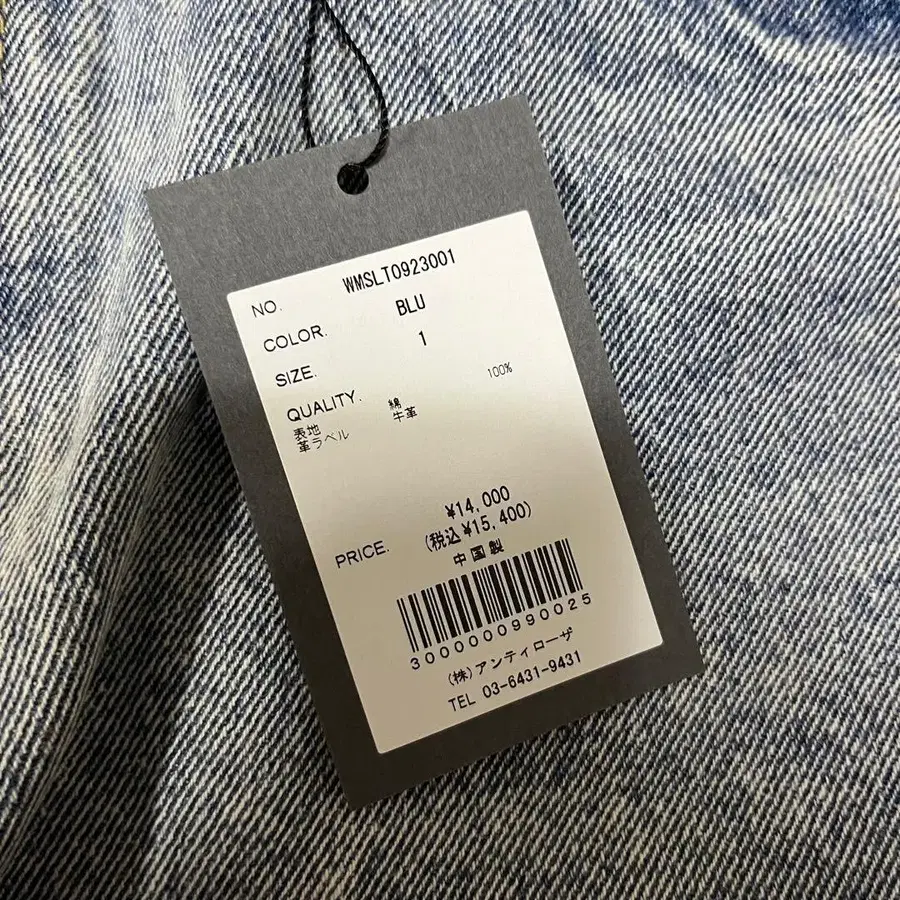 NO. WMSLT0923001
COLOR. BLU
SIZE. 1
QUALITY.
表地 綿 100%
革ラベル 牛革
¥14,000
PRICE. (税込¥15,400)
中国製
3000000990025
(株)アンティローザ
TEL 03-6431-9431